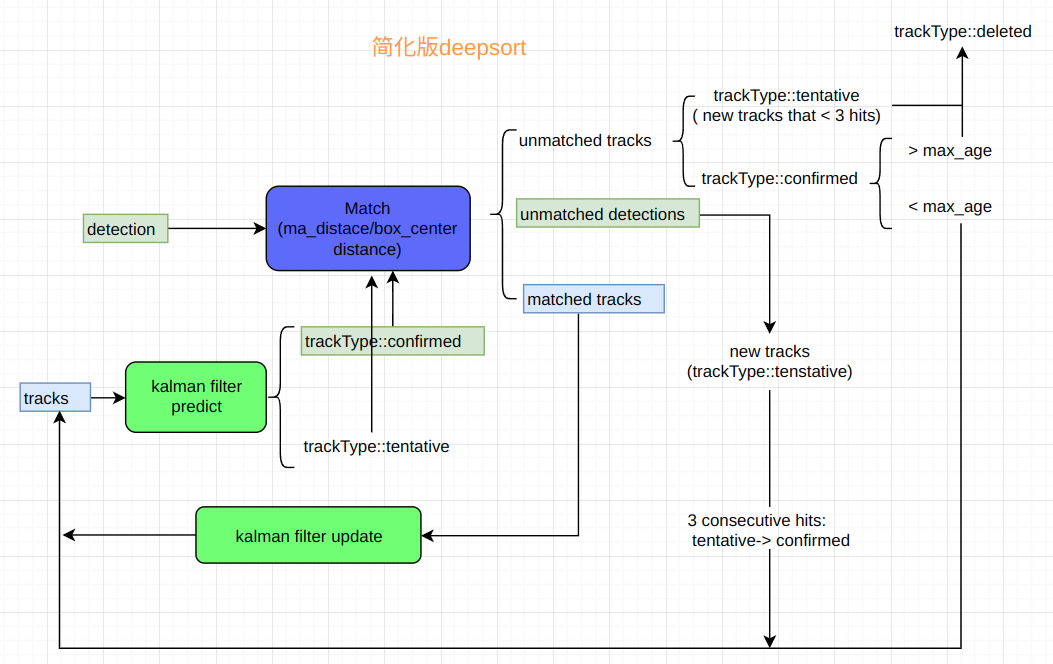 trackType::deleted
简化版deepsort
trackType::tentative
( new tracks that < 3 hits)
unmatched tracks
> max_age
trackType::confirmed
< max_age
Match
(ma_distace/box_center
distance)
detection
unmatched detections
matched tracks
trackType::confirmed
new tracks
(trackType::tenstative)
kalman filter
predict
tracks
trackType::tentative
3 consecutive hits:
tentative-> confirmed
kalman filter update